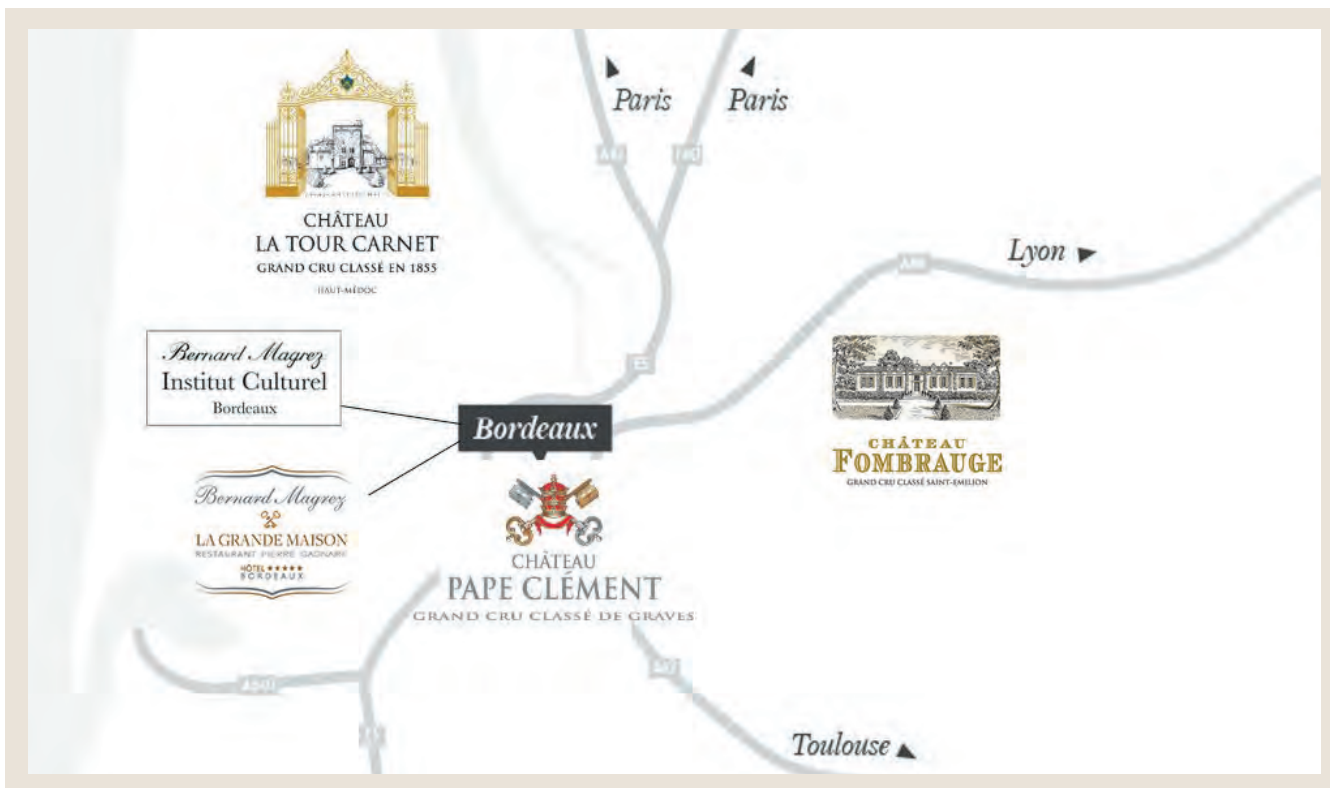 Paris Paris
CHÂTEAU
LA TOUR CARNET
GRAND CRU CLASSÉ EN 1855
HAUT-MÉDOC
Lyon
Bernard Magrez
Institut Culturel
Bordeaux
Bordeaux
CHÂTEAU
FOMBRAUGE
GRAND CRU CLASSÉ SAINT-EMILION
Bernard Magrez
LA GRANDE MAISON
RESTAURANT PIERRE GAGNAIRE
HÔTEL ★★★★★
BORDEAUX
CHÂTEAU
PAPE CLÉMENT
GRAND CRU CLASSÉ DE GRAVES
Toulouse